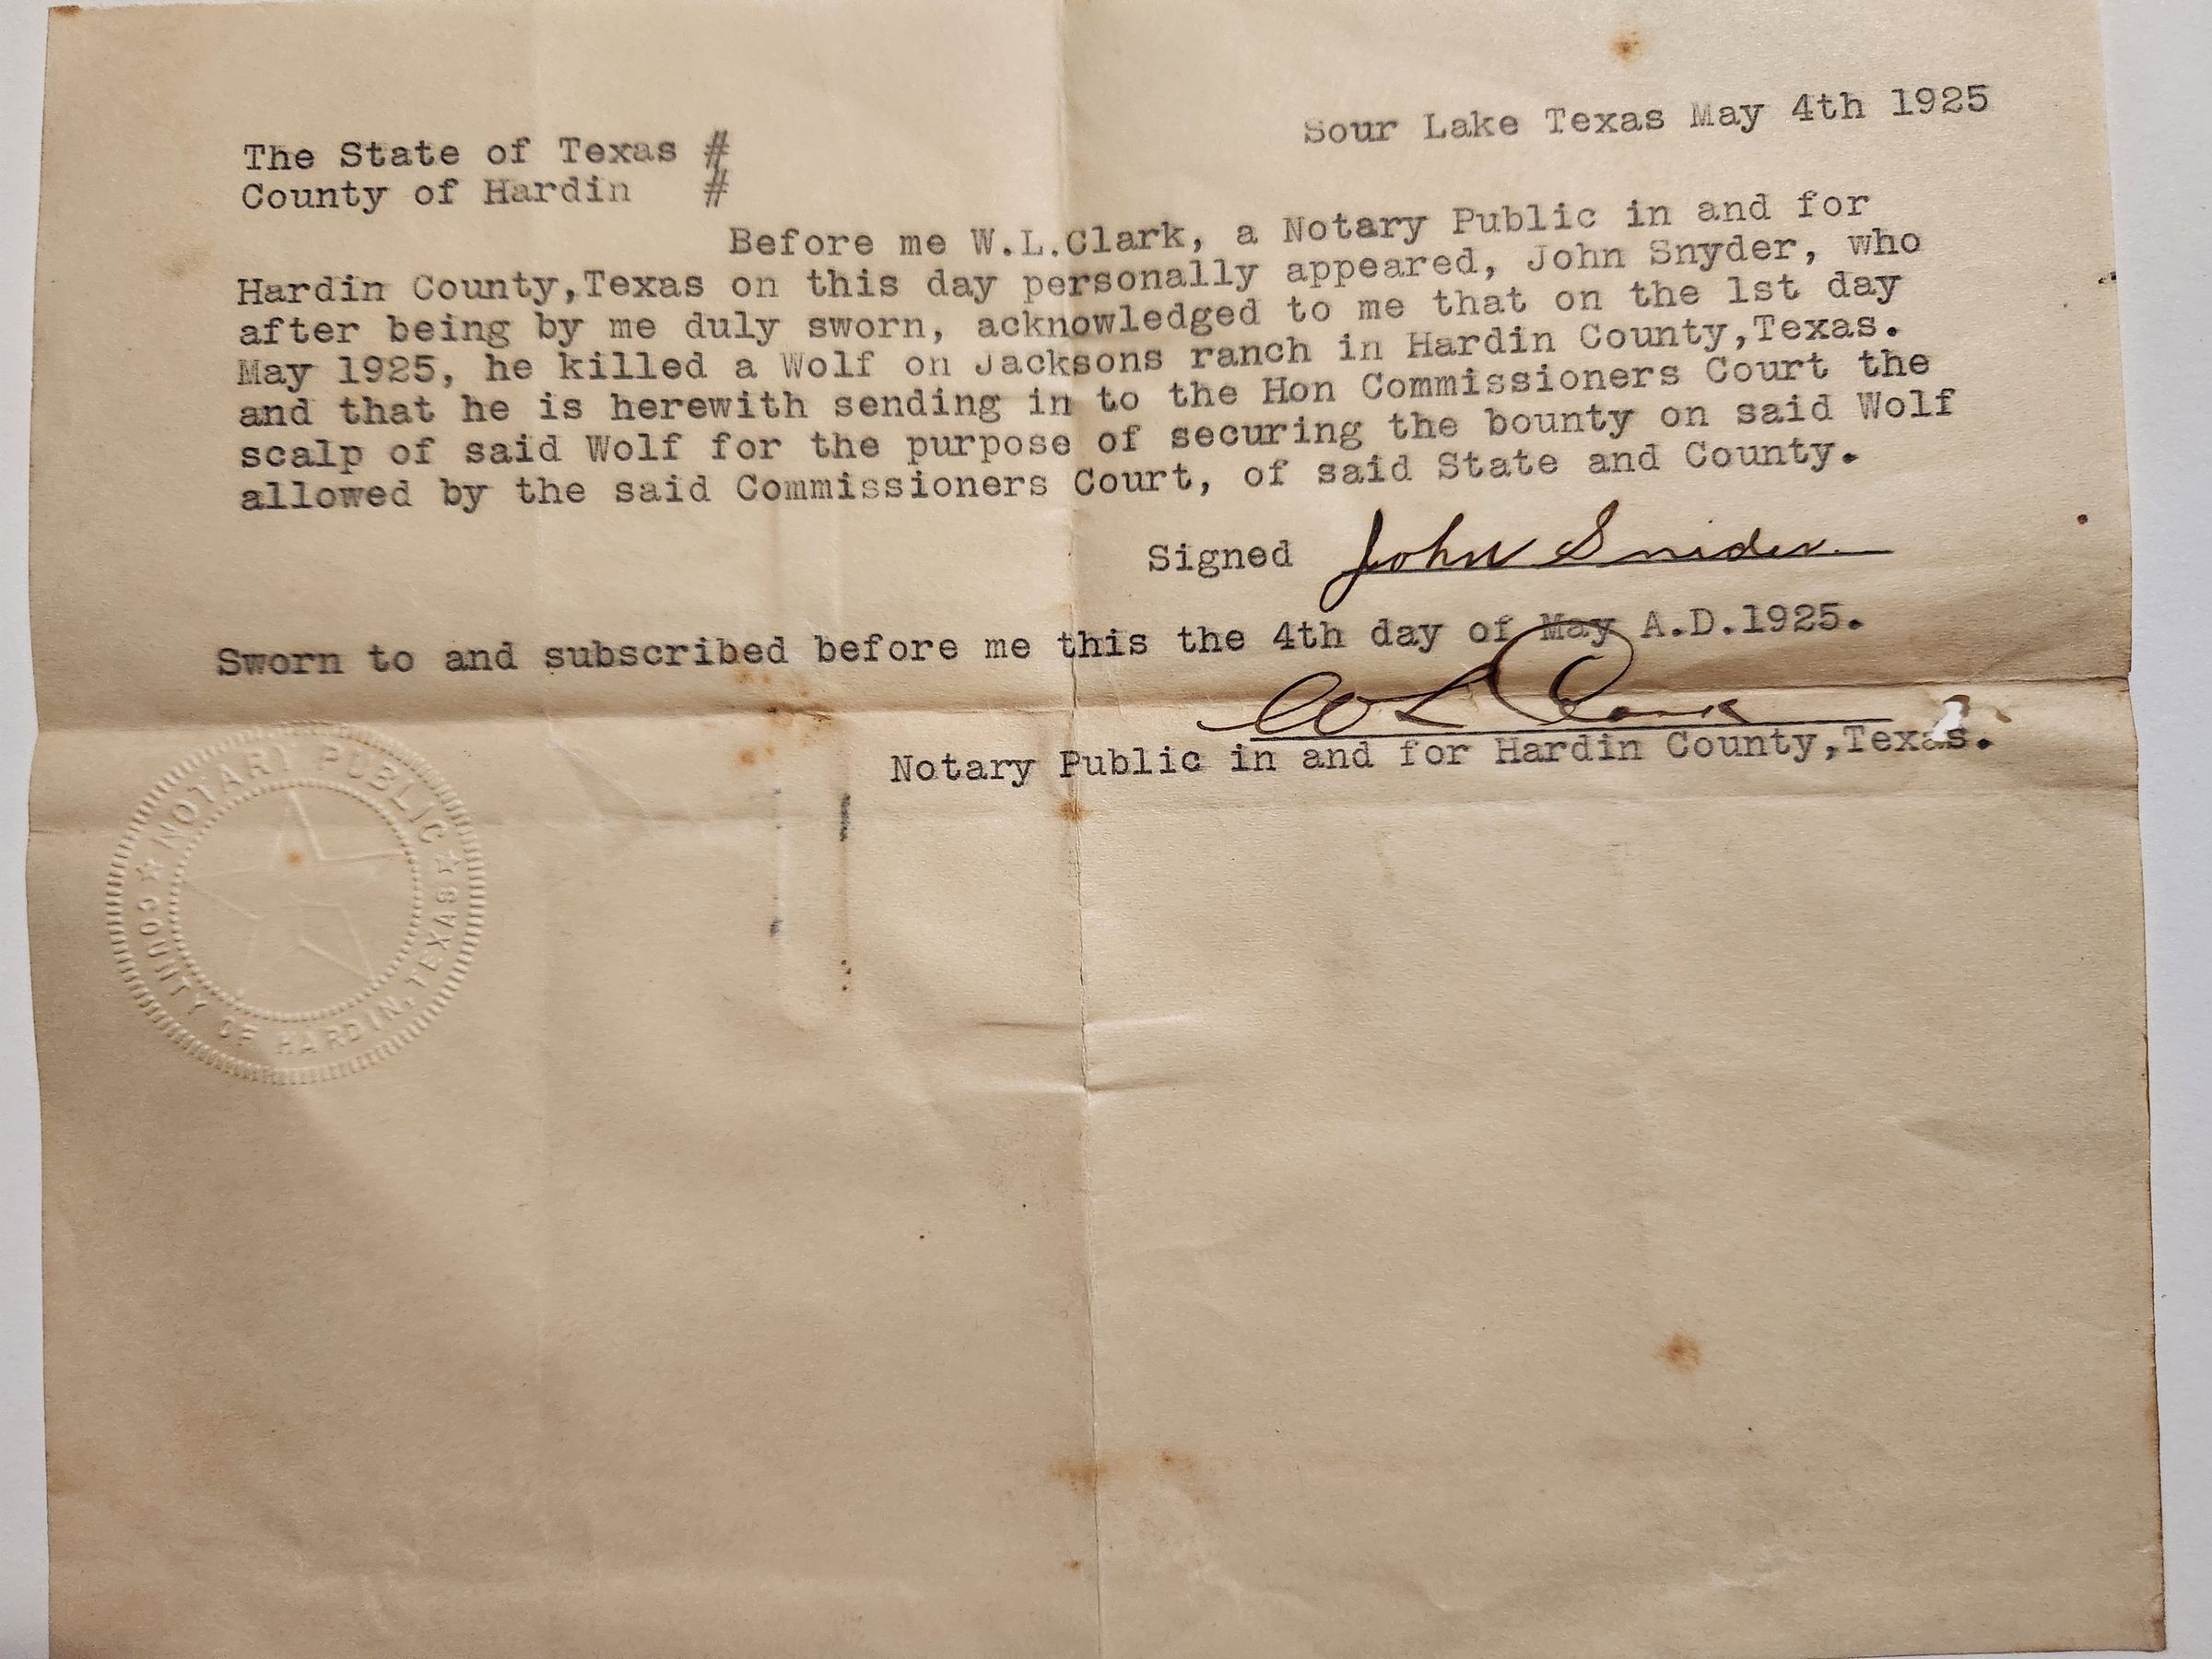 Sour Lake Texas May 4th 1925
The State of Texas #
County of Hardin #
Before me W.L.Clark, a Notary Public in and for
Hardin County,Texas on this day personally appeared, John Snyder, who
after being by me duly sworn, acknowledged to me that on the 1st day
May 1925, he killed a Wolf on Jacksons ranch in Hardin County,Texas.
and that he is herewith sending in to the Hon Commissioners Court the
scalp of said Wolf for the purpose of securing the bounty on said Wolf
allowed by the said Commissioners Court, of said State and County.
Signed John Snider
Sworn to and subscribed before me this the 4th day of May A.D.1925.
W L Clark
Notary Public in and for Hardin County,Texas.
NOTARY PUBLIC
COUNTY OF HARDIN, TEXAS